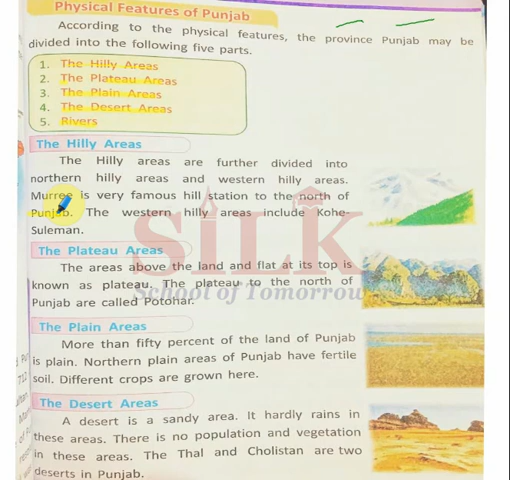 Physical Features of Punjab
According to the physical features, the province Punjab may be
divided into the following five parts.
1. The Hilly Areas
2. The Plateau Areas
3. The Plain Areas
4. The Desert Areas
5. Rivers
The Hilly Areas
The Hilly areas are further divided into
northern hilly areas and western hilly areas.
Murree is very famous hill station to the north of
Punjab. The western hilly areas include Kohe-
Suleman.
SiLK
School of Tomorrow
The Plateau Areas
The areas above the land and flat at its top is
known as plateau. The plateau to the north of
Punjab are called Potohar.
The Plain Areas
More than fifty percent of the land of Punjab
is plain. Northern plain areas of Punjab have fertile
soil. Different crops are grown here.
The Desert Areas
A desert is a sandy area. It hardly rains in
these areas. There is no population and vegetation
in these areas. The Thal and Cholistan are two
deserts in Punjab.